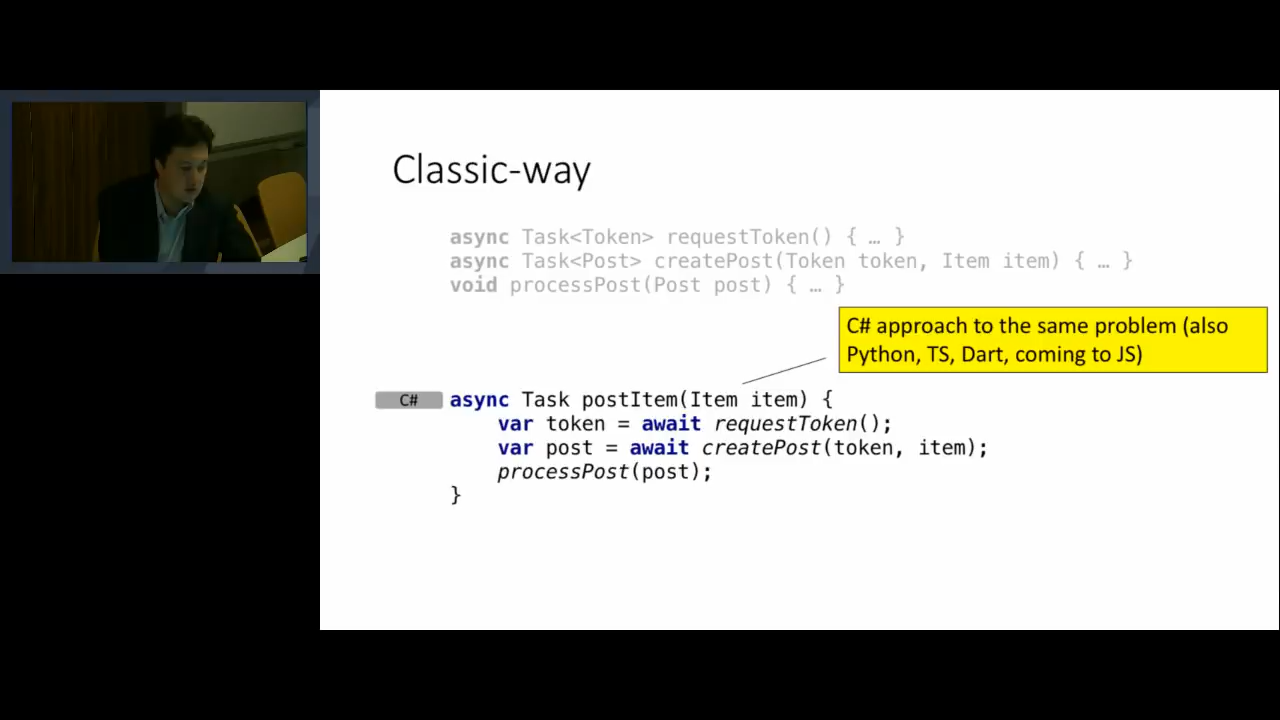 Classic-way
async Task<Token> requestToken() { … }
async Task<Post> createPost(Token token, Item item) { … }
void processPost(Post post) { … }
C# approach to the same problem (also
Python, TS, Dart, coming to JS)
C# async Task postItem(Item item) {
var token = await requestToken();
var post = await createPost(token, item);
processPost(post);
}